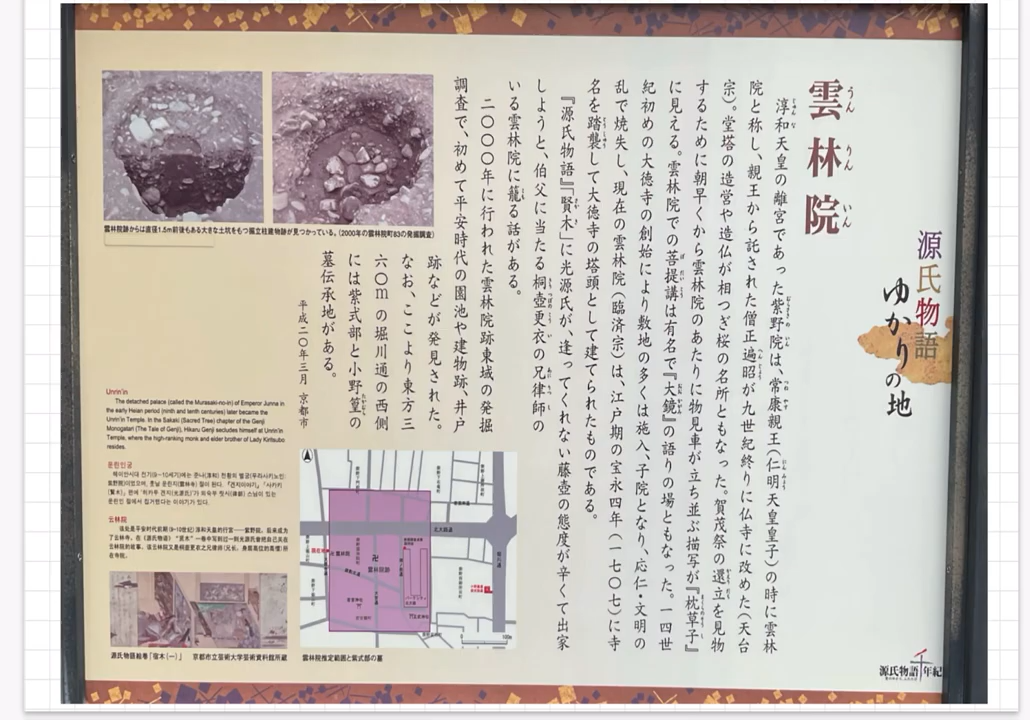 源氏物語
ゆかりの地
雲林院
うんりんいん
淳和天皇の離宮であった紫野院は、常康親王(仁明天皇皇子)の時に雲林
院と称し、親王から託された僧正遍昭が九世紀終りに仏寺に改めた(天台
宗)。堂塔の造営や造仏が相つぎ桜の名所ともなった。賀茂祭の還立を見物
するために朝早くから雲林院のあたりに物見車が立ち並ぶ描写が『枕草子』
に見える。雲林院での菩提講は有名で『大鏡』の語りの場ともなった。一四世
紀初めの大徳寺の創始により敷地の多くは施入、子院となり、応仁・文明の
乱で焼失し、現在の雲林院(臨済宗)は、江戸期の宝永四年(一七〇七)に寺
名を踏襲して大徳寺の塔頭として建てられたものである。
『源氏物語』「賢木」に光源氏が、逢ってくれない藤壺の態度が辛くて出家
しようと、伯父に当たる桐壺更衣の兄律師の
いる雲林院に籠る話がある。
二〇〇〇年に行われた雲林院跡東域の発掘
調査で、初めて平安時代の園池や建物跡、井戸
跡などが発見された。
なお、ここより東方三
六〇mの堀川通の西側
には紫式部と小野篁の
墓伝承地がある。
平成二〇年三月 京都市
雲林院跡からは直径1.5m前後もある大きな土坑をもつ掘立柱建物跡が見つかっている。(2000年の雲林院町83の発掘調査)
Unrin'in
The detached palace (called the Murasaki-no-in) of Emperor Junna in
the early Heian period (ninth and tenth centuries) later became the
Unrin'in Temple. In the Sakaki (Sacred Tree) chapter of the Genji
Monogatari (The Tale of Genji), Hikaru Genji secludes himself at Unrin'in
Temple, where the high-ranking monk and elder brother of Lady Kiritsubo
resides.
운린인궁
云林院
源氏物語絵巻「宿木(一)」 京都市立芸術大学芸術資料館所蔵
北大路通
堀川通
雲林院
雲林院跡
雲林院推定範囲と紫式部の墓
源氏物語千年紀